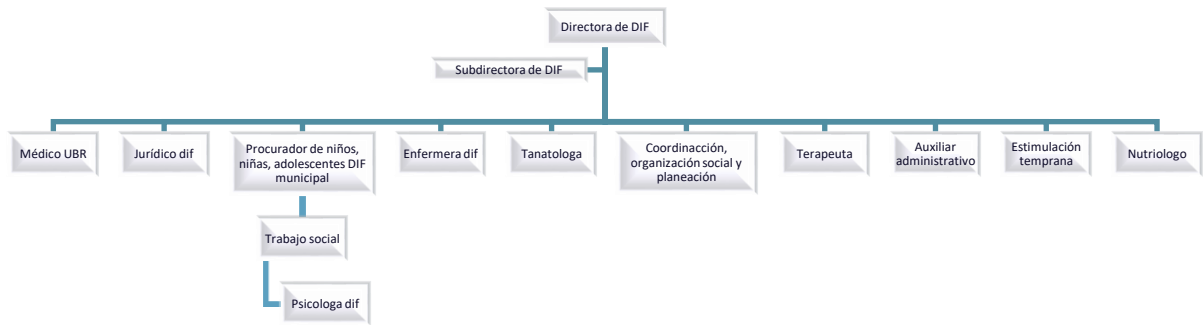 Directora de DIF
Subdirectora de DIF
Médico UBR
Jurídico dif
Procurador de niños,
niñas, adolescentes DIF
municipal
Enfermera dif
Tanatologa
Coordinacción,
organización social y
planeación
Terapeuta
Auxiliar
administrativo
Estimulación
temprana
Nutriologo
Trabajo social
Psicologa dif